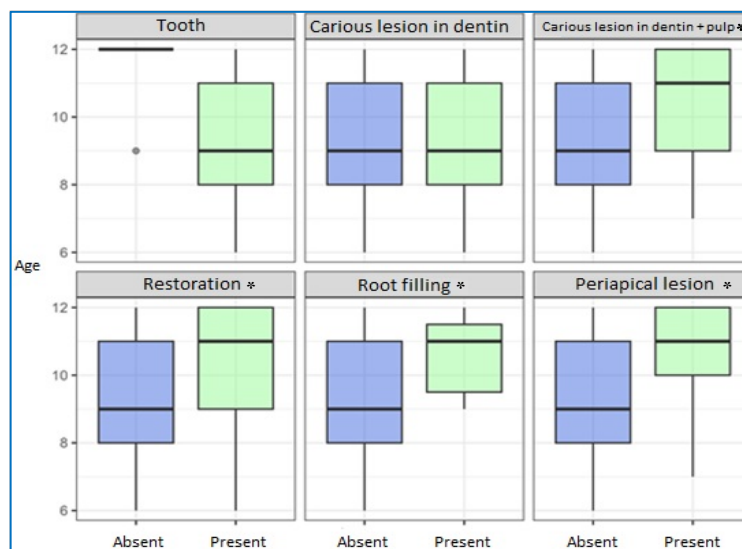 Tooth
Carious lesion in dentin
Carious lesion in dentin + pulp *
12
10
8
6
Age
Restoration *
Root filling *
Periapical lesion *
12
10
8
6
Absent Present Absent Present Absent Present